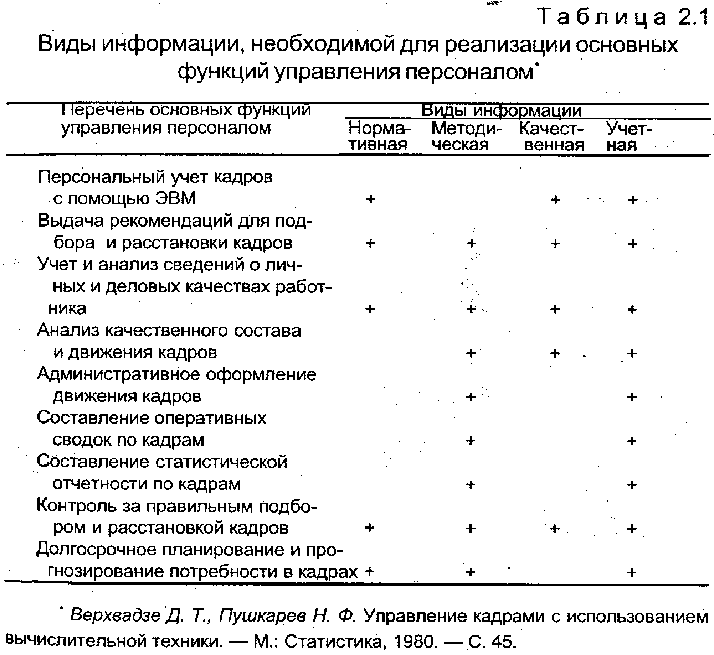 Таблица 2.1
Виды информации, необходимой для реализации основных
функций управления персоналом*
Перечень основных функций Виды информации
управления персоналом Норма- Методи- Качест- Учет-
тивная ческая венная ная
Персональный учет кадров
с помощью ЭВМ + + +
Выдача рекомендаций для под-
бора и расстановки кадров + + + +
Учет и анализ сведений о лич-
ных и деловых качествах работ-
ника + + + +
Анализ качественного состава
и движения кадров + + +
Административное оформление
движения кадров + +
Составление оперативных
сводок по кадрам + +
Составление статистической
отчетности по кадрам + +
Контроль за правильным подбо-
ром и расстановкой кадров + + + +
Долгосрочное планирование и про-
гнозирование потребности в кадрах + + +
* Верхвадзе Д. Т., Пушкарев Н. Ф. Управление кадрами с использованием
вычислительной техники. — М.: Статистика, 1980. — С. 45.